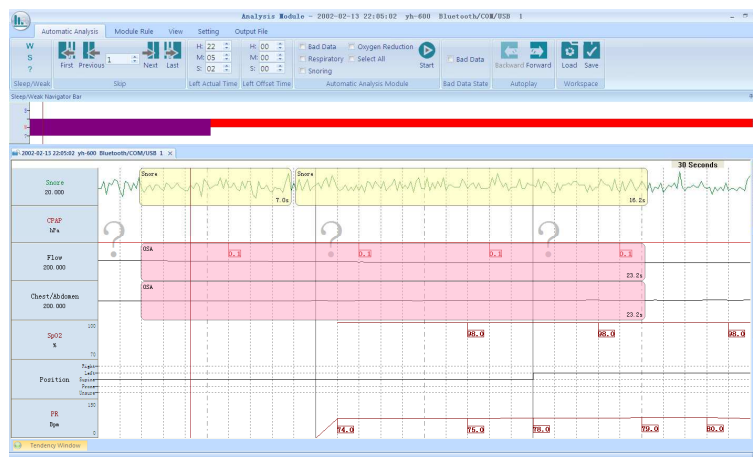 Analysis Module - 2002-02-13 22:05:02 yh-600 Bluetooth/COM/USB 1
Automatic Analysis Module Rule View Setting Output File
W
S
?
Sleep/Weak
First Previous 1 Next Last
Skip
H: 22
M: 05
S: 02
Left Actual Time
H: 00
M: 00
S: 00
Left Offset Time
Bad Data Oxygen Reduction
Respiratory Select All
Snoring
Start
Automatic Analysis Module
Bad Data
Bad Data State
Backward Forward
Autoplay
Load Save
Workspace
Sleep/Weak Navigator Bar
2002-02-13 22:05:02 yh-600 Bluetooth/COM/USB 1
30 Seconds
Snore
20.000
Snore
7.0s
Snore
16.2s
CPAP
hPa
? ? ?
Flow
200.000
OSA
0.1 0.1 0.1 0.1
23.2s
Chest/Abdomen
200.000
OSA
23.2s
SpO2
%
100
70
98.0 98.0 98.0
Position
Right
Left
Supine
Prone
Unsure
PR
Bpm
150
0
74.0 75.0 78.0 79.0 80.0
Tendency Window